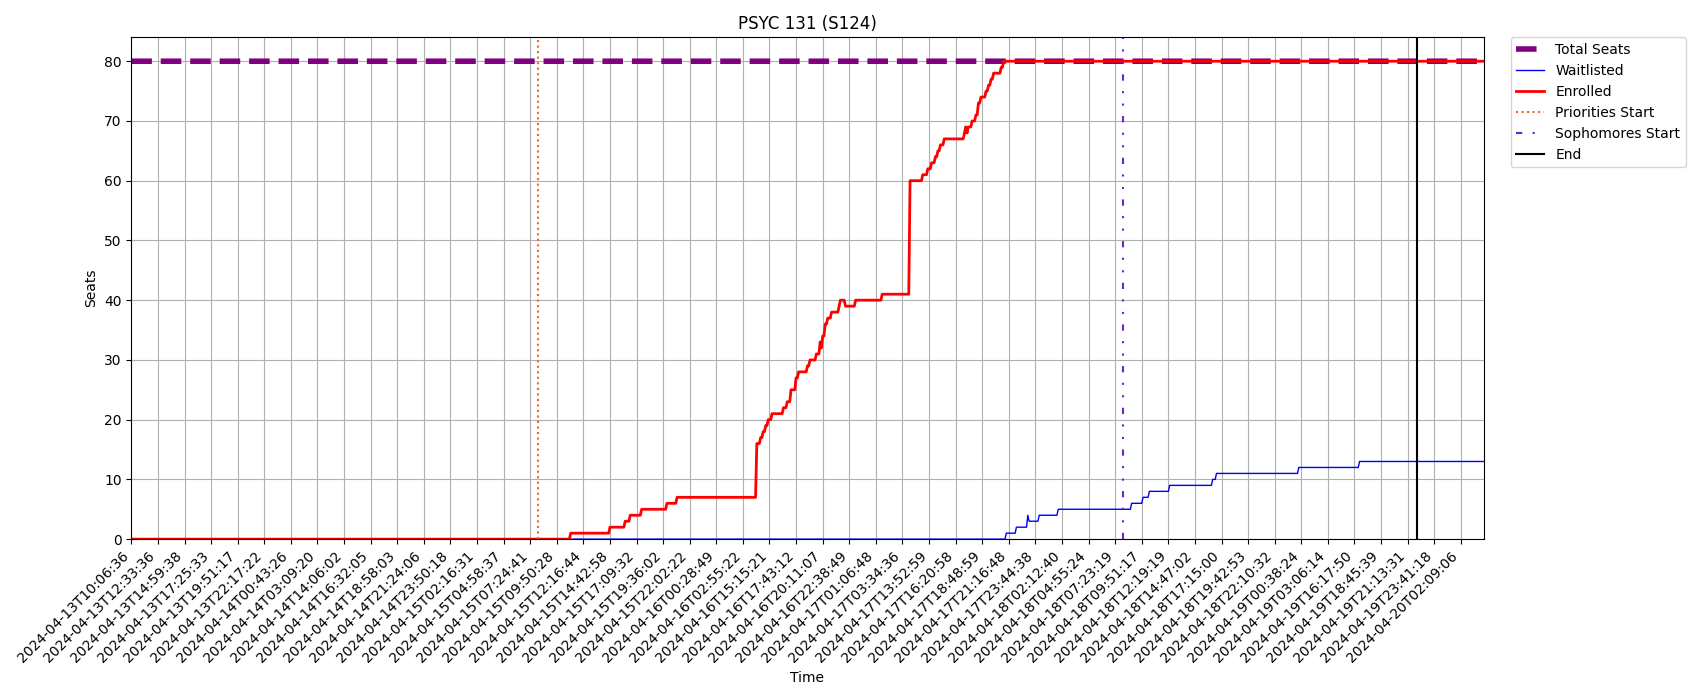 PSYC 131 (S124)
Total Seats
Waitlisted
Enrolled
Priorities Start
Sophomores Start
End
Seats
80
70
60
50
40
30
20
10
0
2024-04-13T10:06:36
2024-04-13T12:33:36
2024-04-13T14:59:38
2024-04-13T17:25:33
2024-04-13T19:51:17
2024-04-13T22:17:22
2024-04-14T00:43:26
2024-04-14T03:09:20
2024-04-14T14:06:02
2024-04-14T16:32:05
2024-04-14T18:58:03
2024-04-14T21:24:06
2024-04-14T23:50:18
2024-04-15T02:16:31
2024-04-15T04:58:37
2024-04-15T07:24:41
2024-04-15T09:50:28
2024-04-15T12:16:44
2024-04-15T14:42:58
2024-04-15T17:09:32
2024-04-15T19:36:02
2024-04-15T22:02:22
2024-04-16T00:28:49
2024-04-16T02:55:22
2024-04-16T15:15:21
2024-04-16T17:43:12
2024-04-16T20:11:07
2024-04-16T22:38:49
2024-04-17T01:06:48
2024-04-17T03:34:36
2024-04-17T13:52:59
2024-04-17T16:20:58
2024-04-17T18:48:59
2024-04-17T21:16:48
2024-04-17T23:44:38
2024-04-18T02:12:40
2024-04-18T04:55:24
2024-04-18T07:23:19
2024-04-18T09:51:17
2024-04-18T12:19:19
2024-04-18T14:47:02
2024-04-18T17:15:00
2024-04-18T19:42:53
2024-04-18T22:10:32
2024-04-19T00:38:24
2024-04-19T03:06:14
2024-04-19T16:17:50
2024-04-19T18:45:39
2024-04-19T21:13:31
2024-04-19T23:41:18
2024-04-20T02:09:06
Time